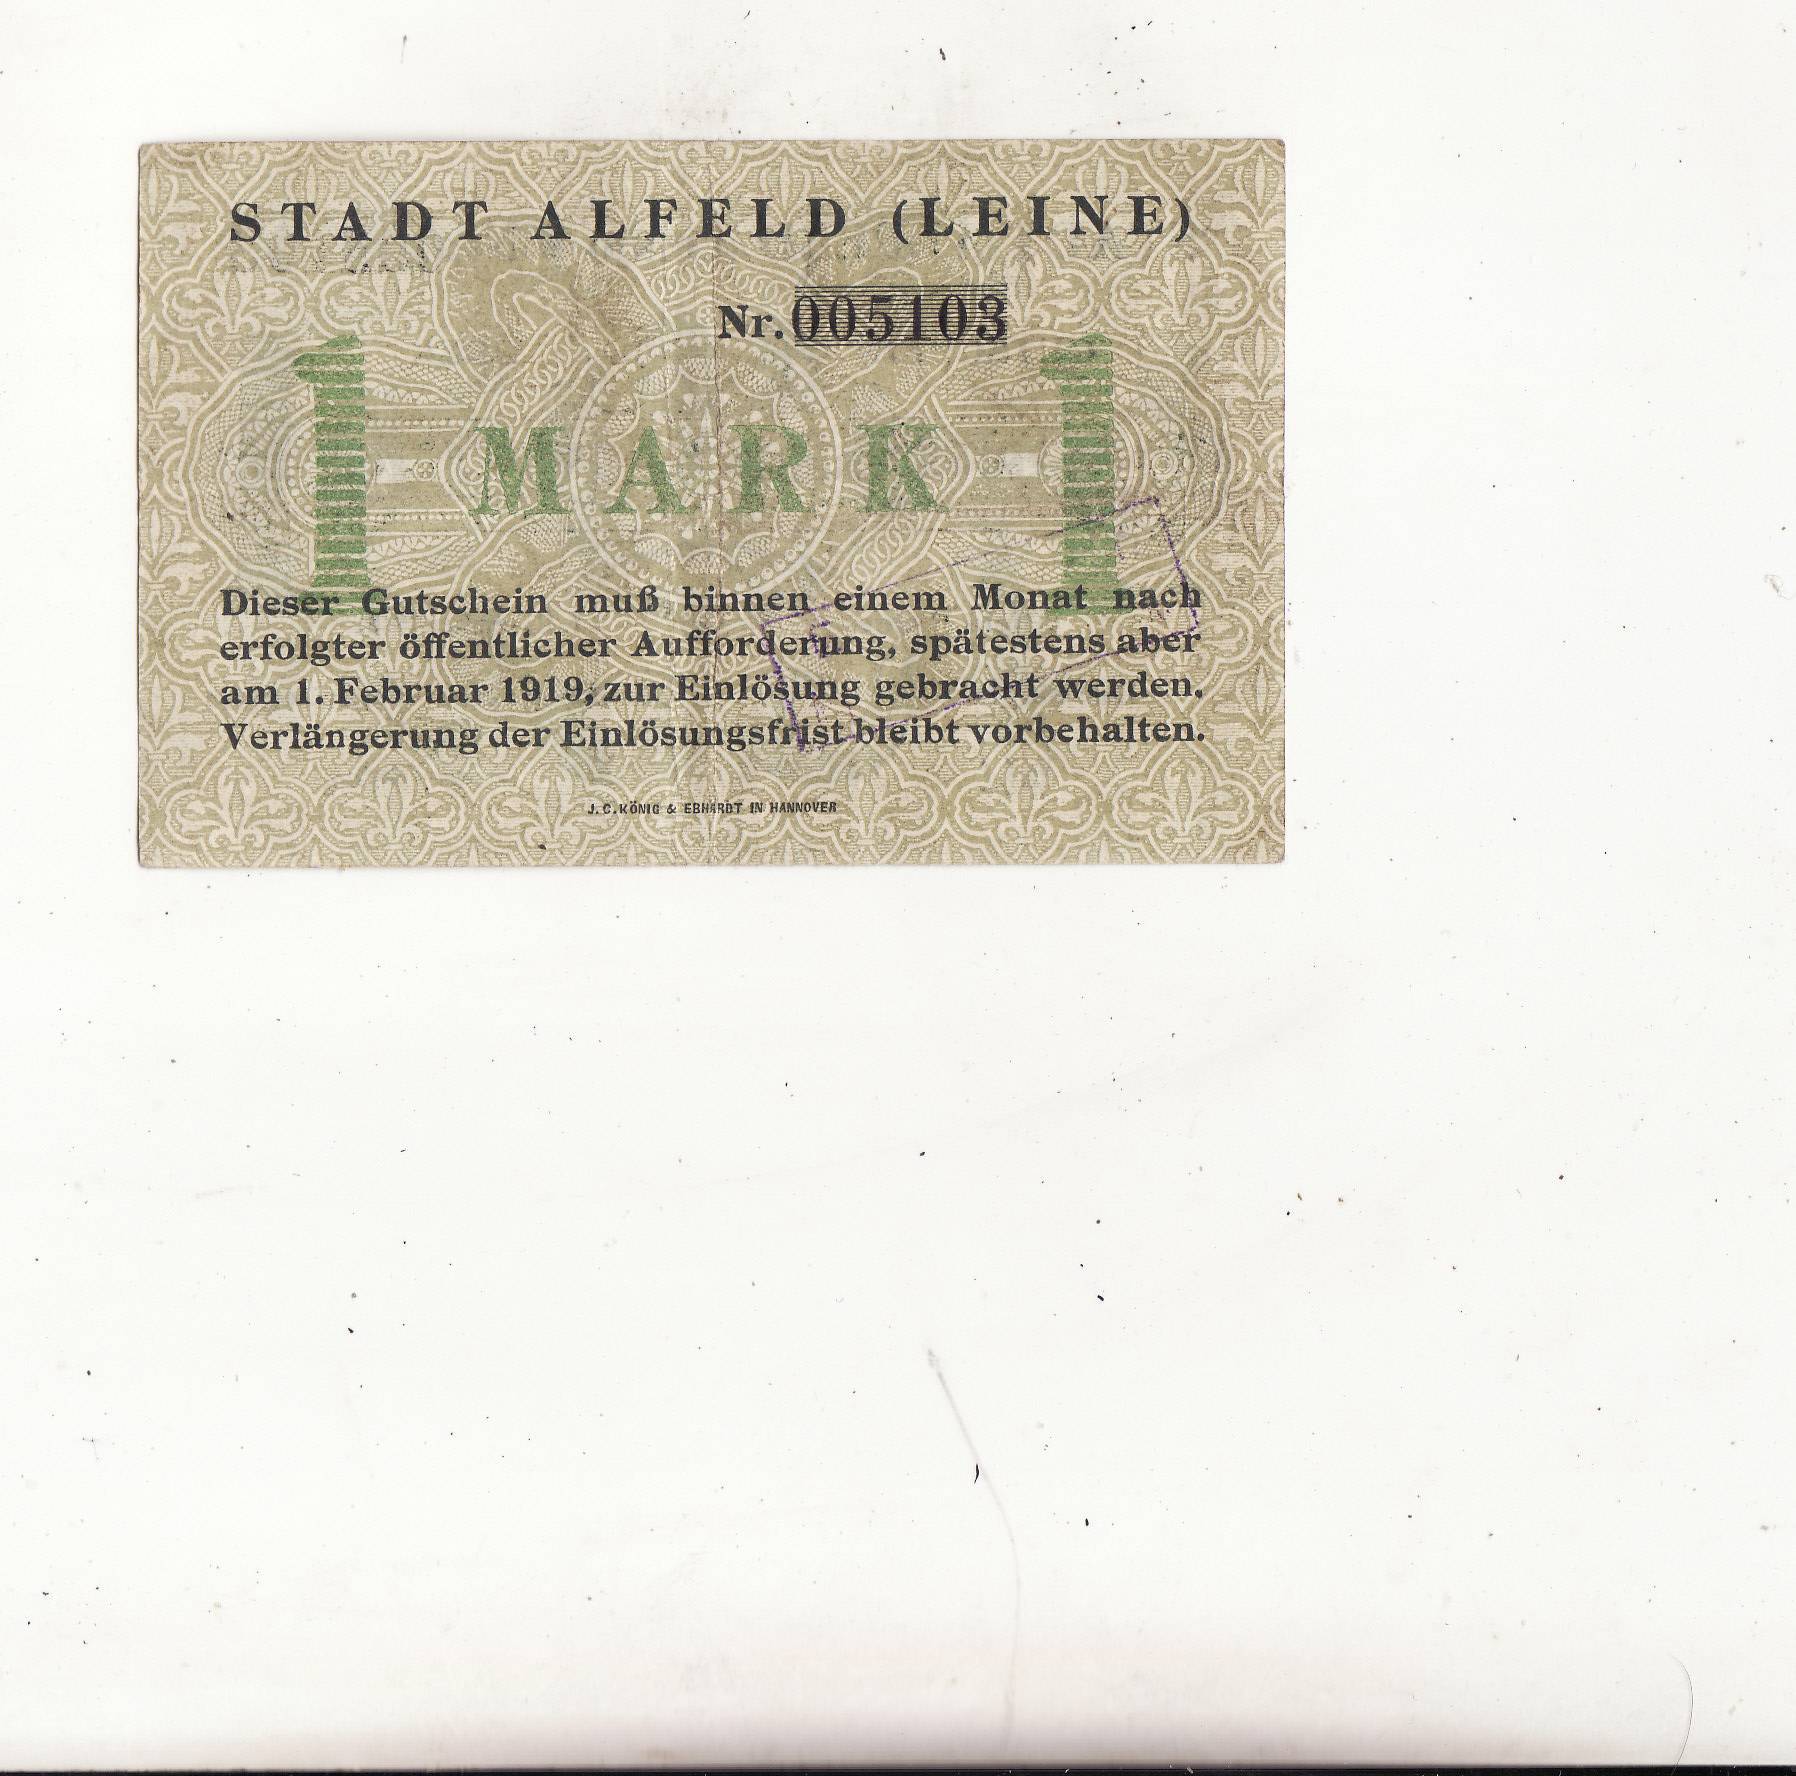 STADT ALFELD (LEINE)
Nr. 005103
1 MARK 1
Dieser Gutschein muß binnen einem Monat nach
erfolgter öffentlicher Aufforderung, spätestens aber
am 1. Februar 1919, zur Einlösung gebracht werden.
Verlängerung der Einlösungsfrist bleibt vorbehalten.
J. C. KÖNIG & EBHARDT IN HANNOVER